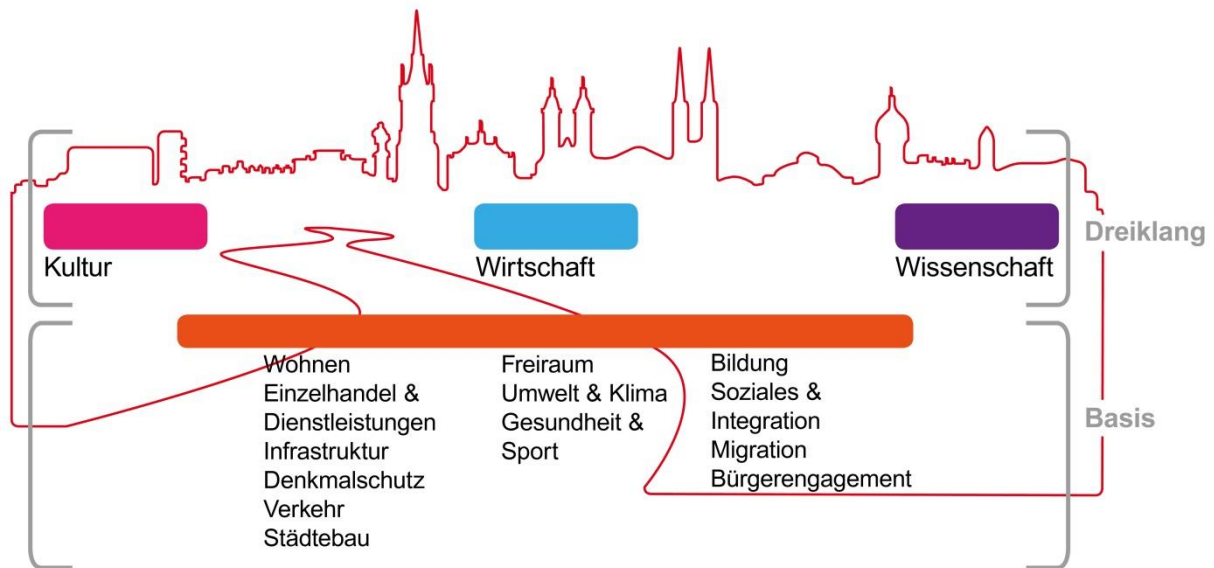 Kultur
Wirtschaft
Wissenschaft
Dreiklang
Wohnen
Einzelhandel &
Dienstleistungen
Infrastruktur
Denkmalschutz
Verkehr
Städtebau
Freiraum
Umwelt & Klima
Gesundheit &
Sport
Bildung
Soziales &
Integration
Migration
Bürgerengagement
Basis